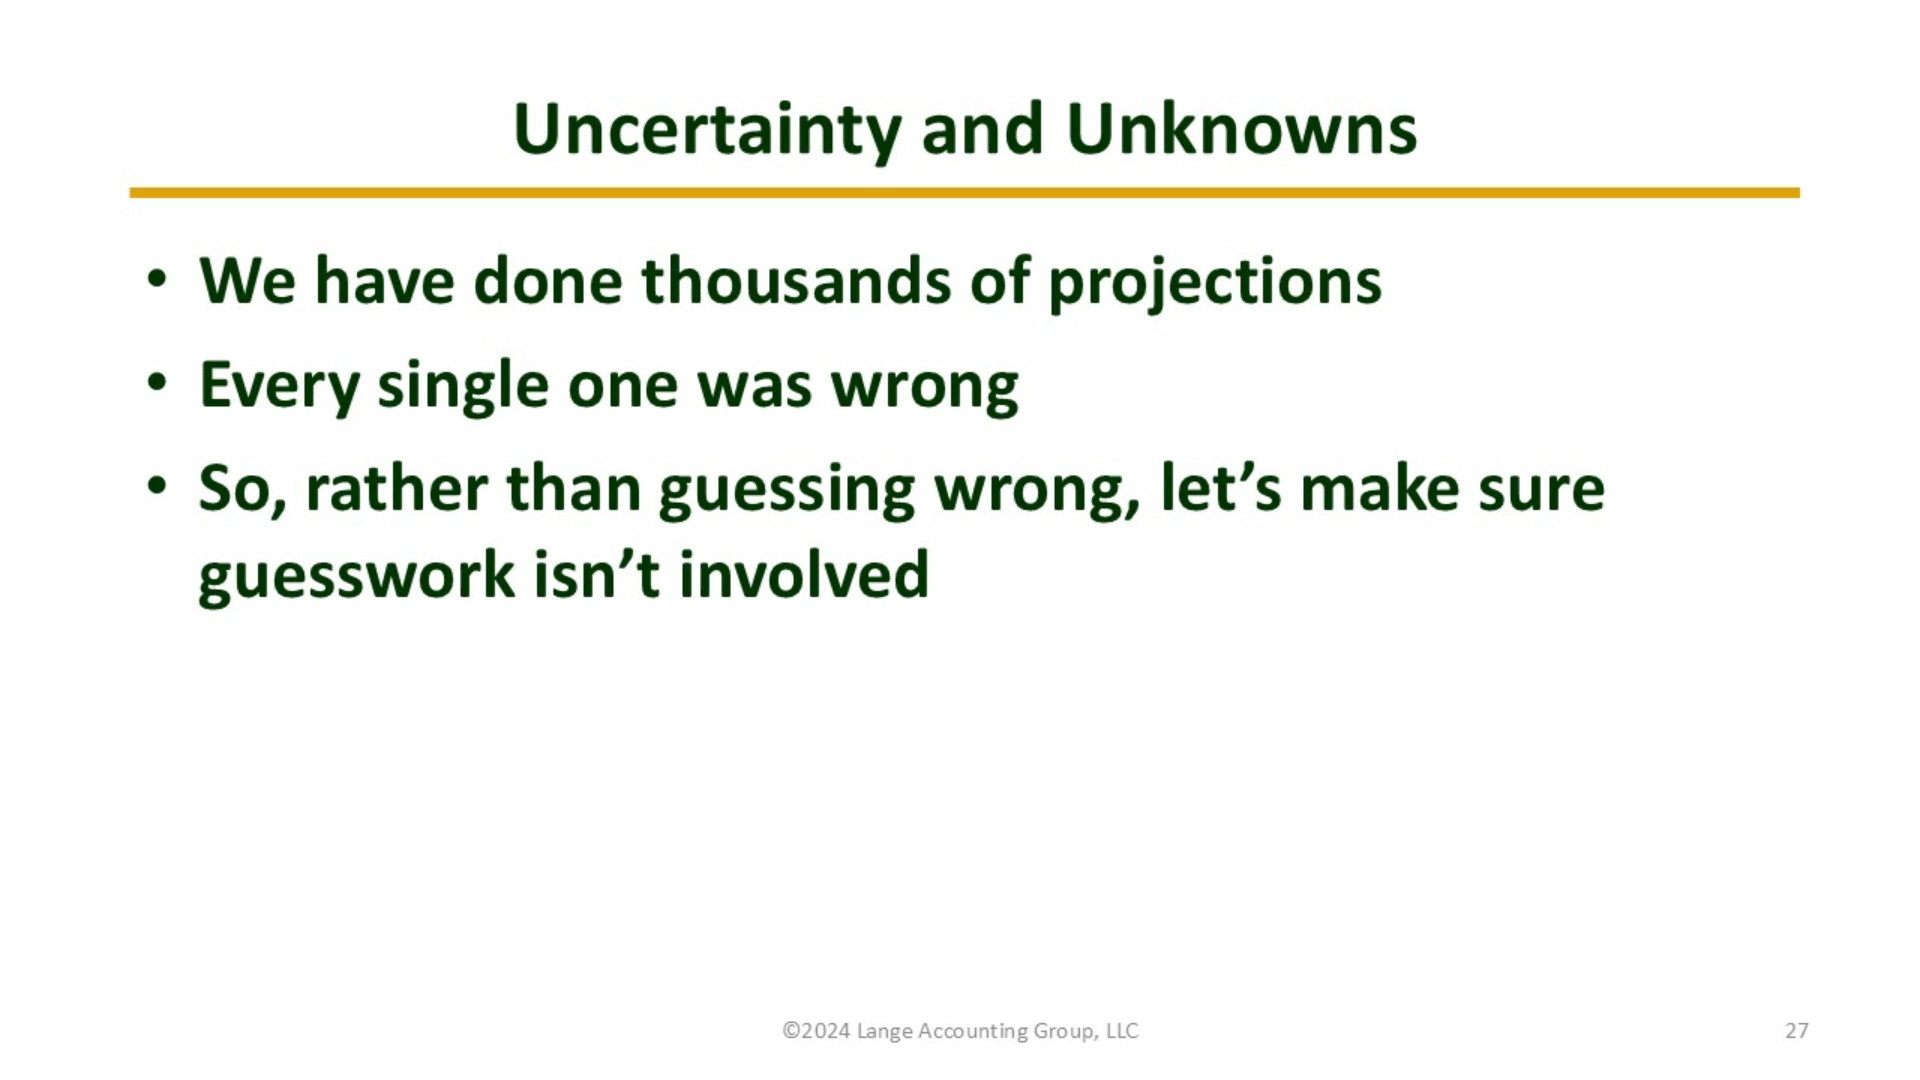 Uncertainty and Unknowns
• We have done thousands of projections
• Every single one was wrong
• So, rather than guessing wrong, let’s make sure
guesswork isn’t involved
©2024 Lange Accounting Group, LLC
27